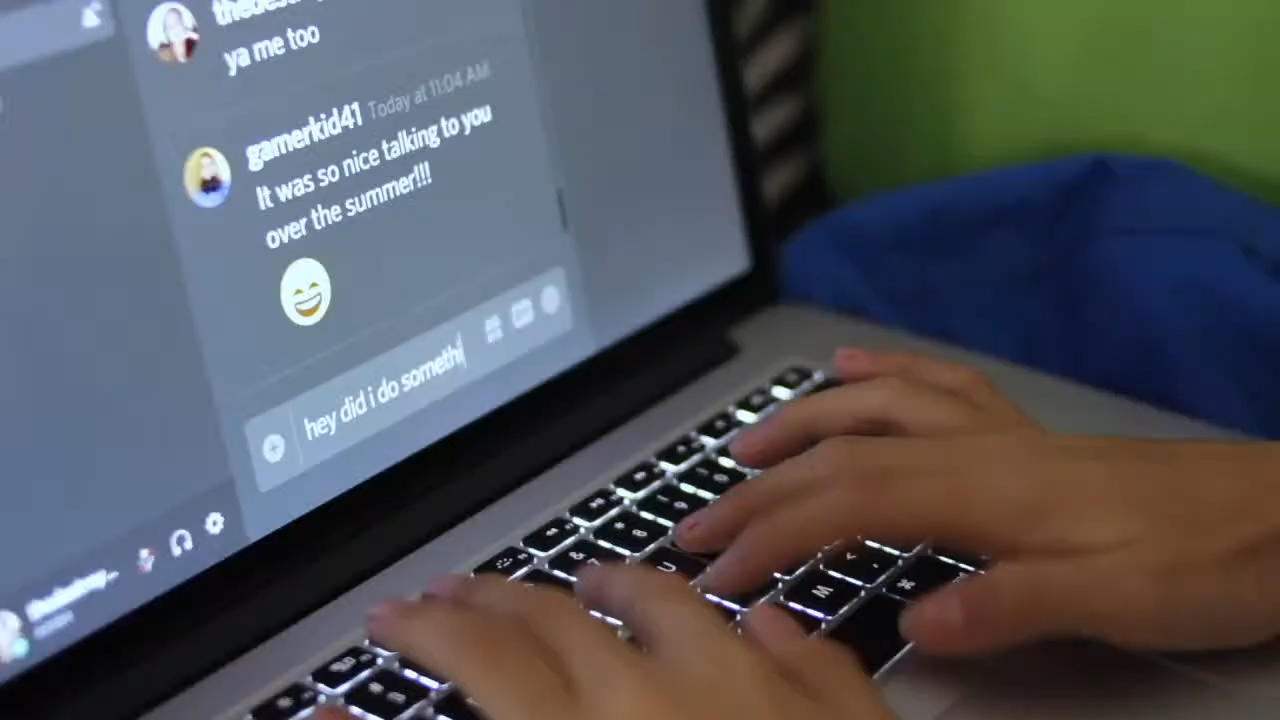 ya me too
gamerkid41 Today at 11:04 AM
It was so nice talking to you
over the summer!!!
hey did i do somethi